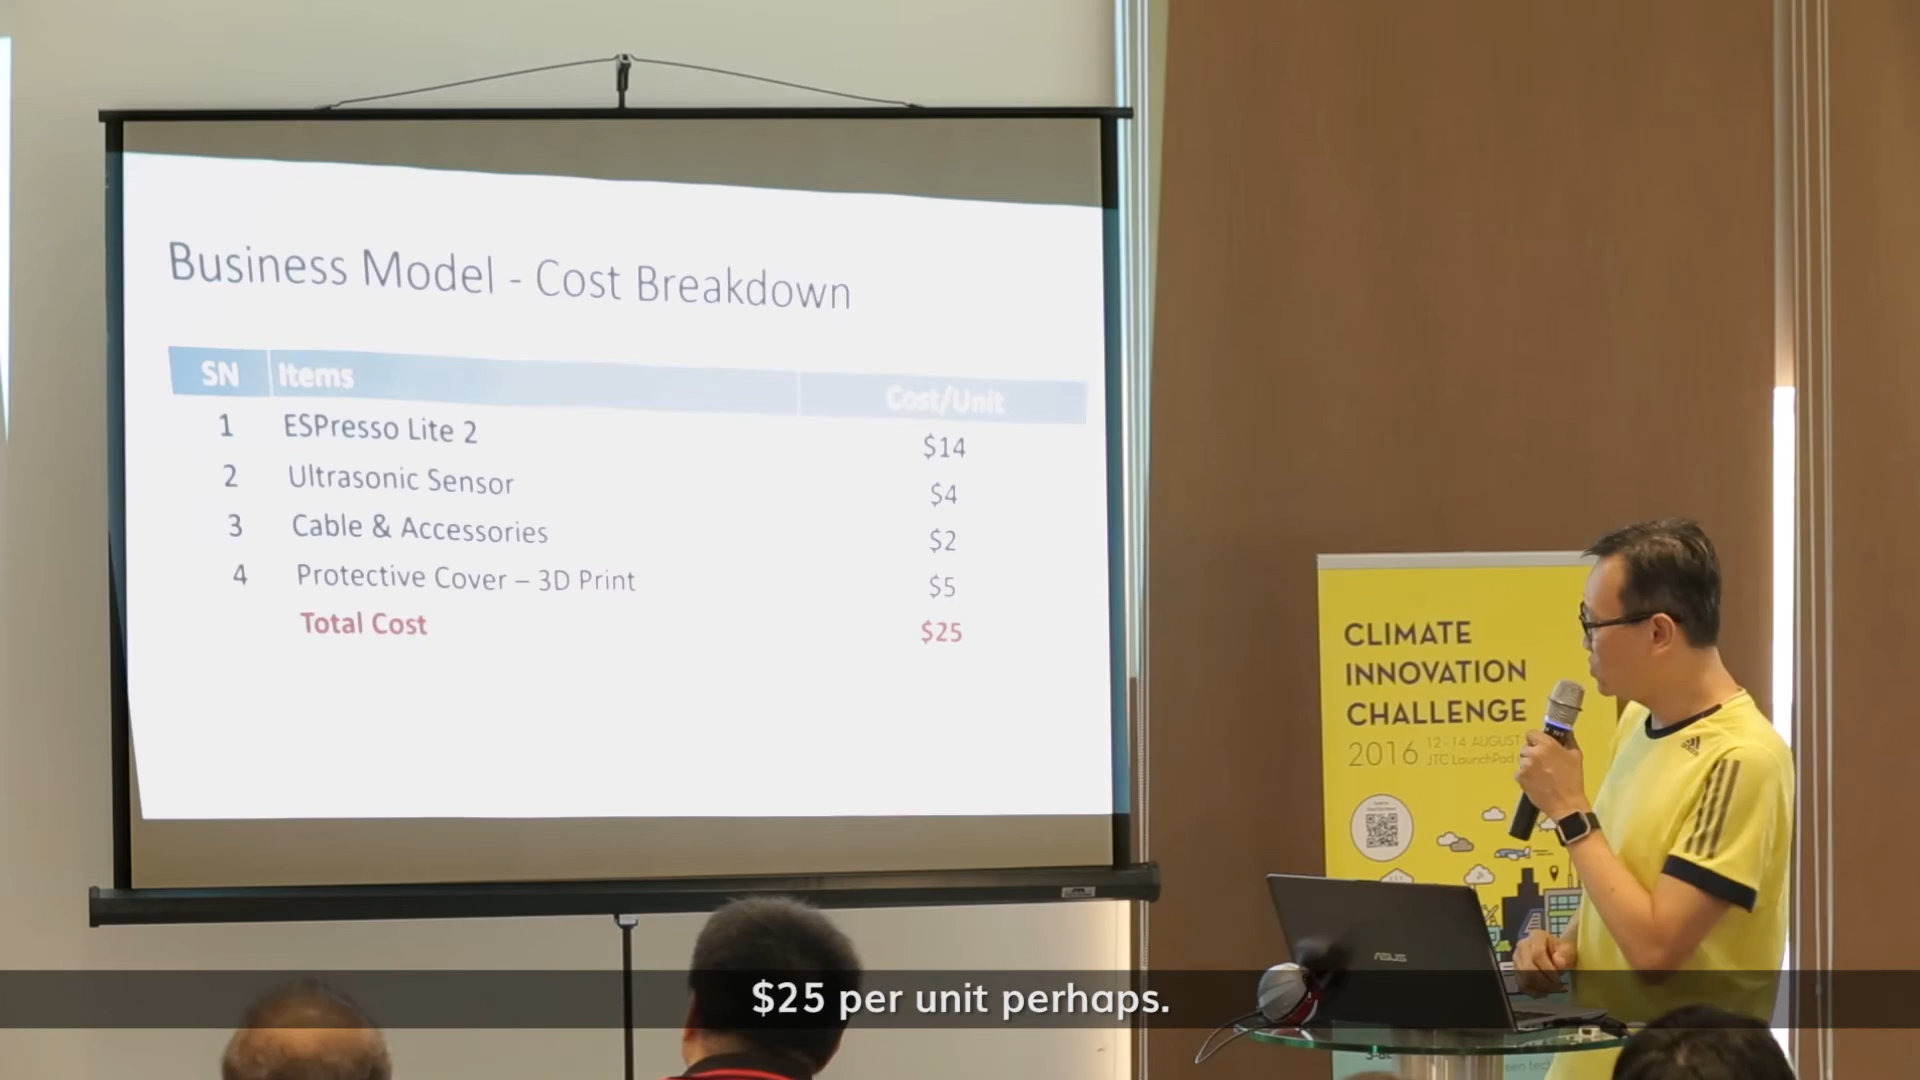 Business Model - Cost Breakdown
SN Items Cost/Unit
1 ESPresso Lite 2 $14
2 Ultrasonic Sensor $4
3 Cable & Accessories $2
4 Protective Cover – 3D Print $5
Total Cost $25
CLIMATE
INNOVATION
CHALLENGE
2016 12 - 14 AUGUST
JTC LaunchPad
ASUS
$25 per unit perhaps.